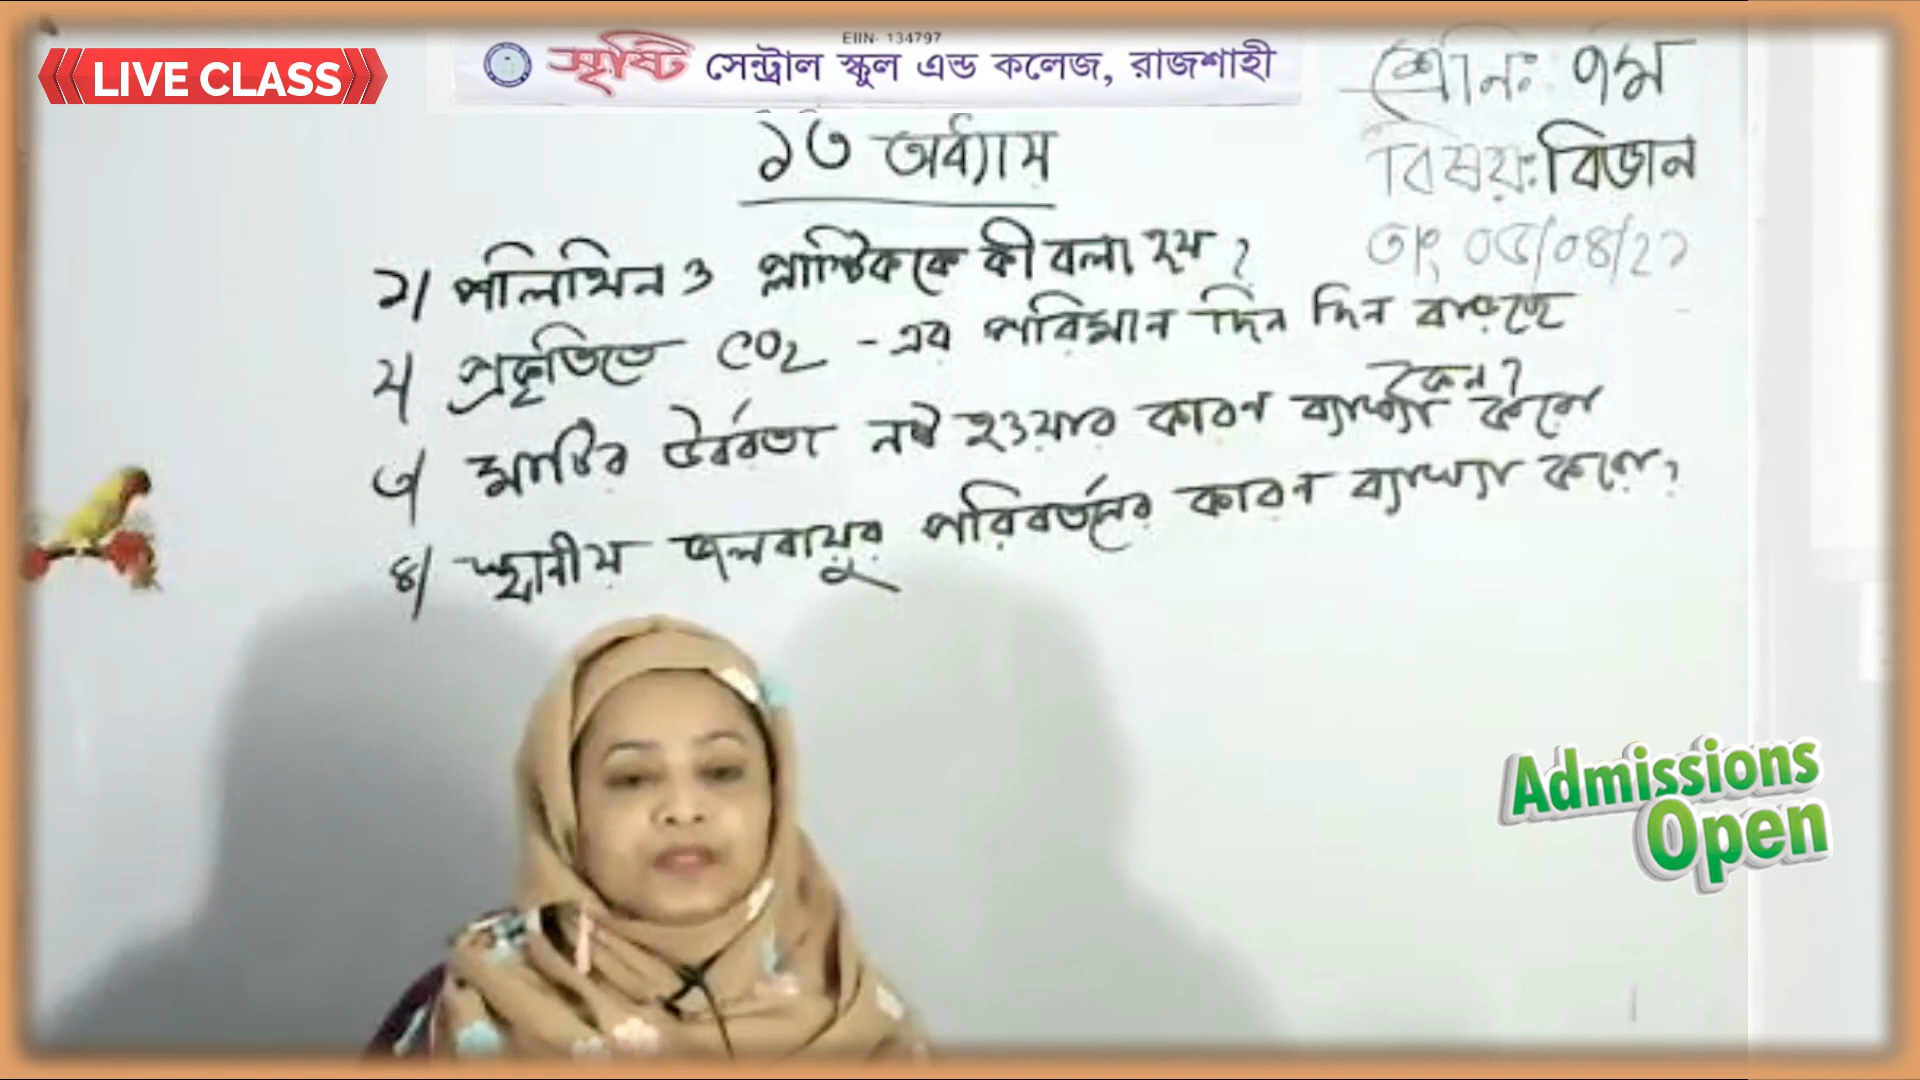 LIVE CLASS
EIIN- 134797
সৃষ্টি সেন্ট্রাল স্কুল এন্ড কলেজ, রাজশাহী
শ্রেনিঃ ৭ম
বিষয়ঃ বিজ্ঞান
তাং ০৫/০৪/২১
১৩ অধ্যায়
১/ পলিথিন ও প্লাস্টিককে কী বলা হয় ?
২/ প্রকৃতিতে CO2 -এর পরিমান দিন দিন বাড়ছে
কেন ?
৩/ মাটির উর্বরতা নষ্ট হওয়ার কারণ ব্যাখ্যা করো
৪/ স্থানীয় জলবায়ুর পরিবর্তনের কারণ ব্যাখ্যা করো ?
Admissions
Open